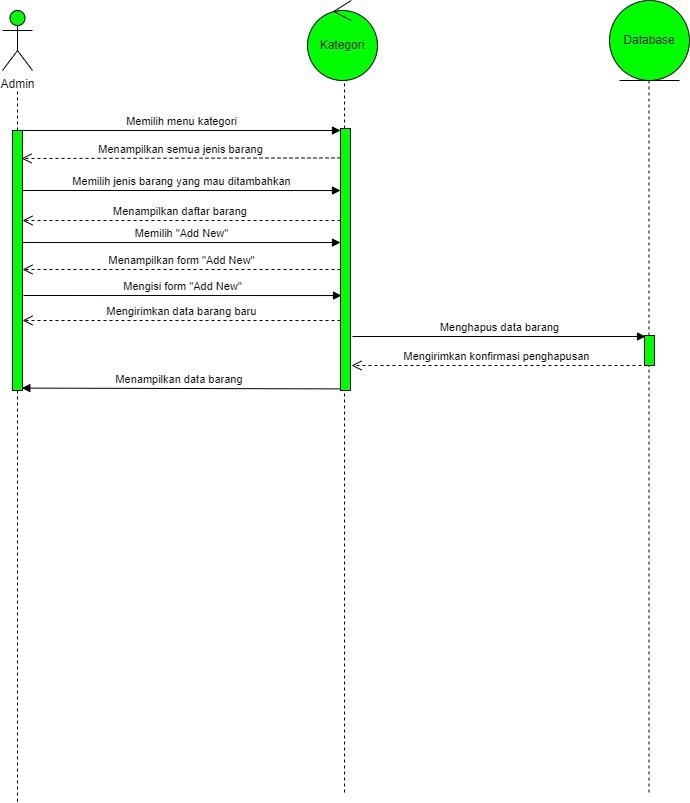 Admin
Kategori
Database
Memilih menu kategori
Menampilkan semua jenis barang
Memilih jenis barang yang mau ditambahkan
Menampilkan daftar barang
Memilih "Add New"
Menampilkan form "Add New"
Mengisi form "Add New"
Mengirimkan data barang baru
Menghapus data barang
Mengirimkan konfirmasi penghapusan
Menampilkan data barang